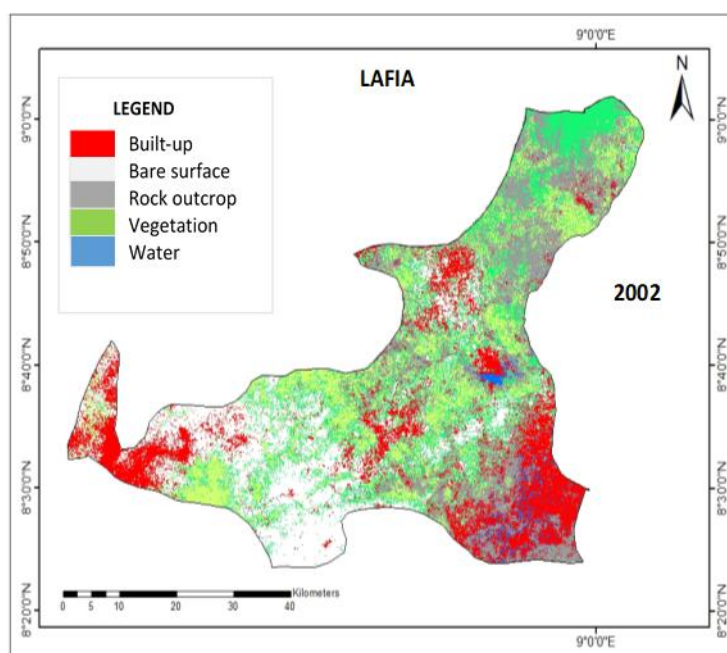 9°0'0"E
LAFIA
N
LEGEND
Built-up
Bare surface
Rock outcrop
Vegetation
Water
2002
9°0'0"N
9°0'0"N
8°50'0"N
8°50'0"N
8°40'0"N
8°40'0"N
8°30'0"N
8°30'0"N
8°20'0"N
8°20'0"N
Kilometers
0 2 5 10 20 30 40
9°0'0"E